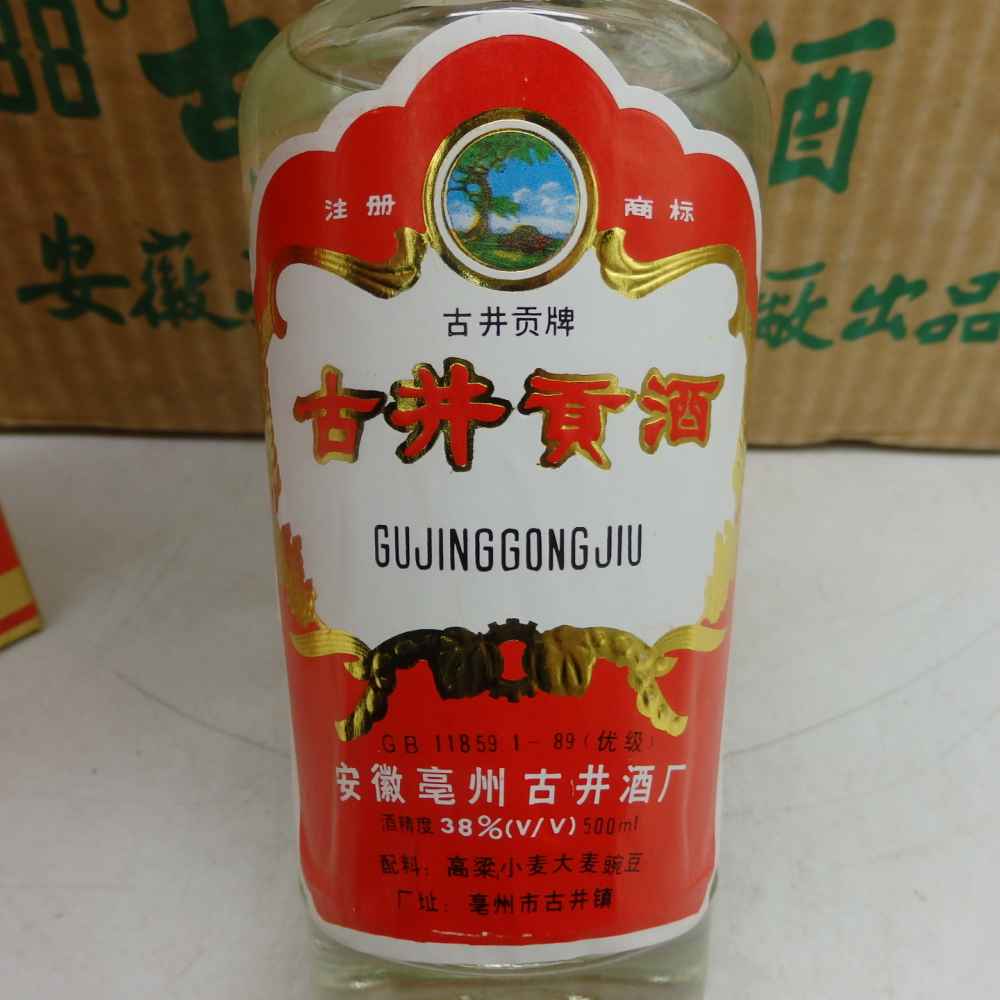 古 酒
安徽
厰出品
注册 商标
古井贡牌
古井贡酒
GUJINGGONGJIU
GB 11859.1-89(优级)
安徽亳州古井酒厂
酒精度 38%(V/V) 500ml
配料: 高粱,小麦大麦豌豆
厂址: 亳州市古井镇